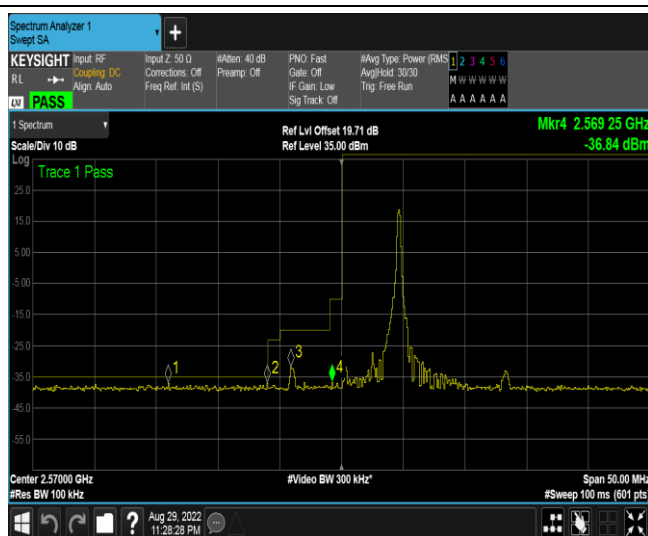 Spectrum Analyzer 1
Swept SA
KEYSIGHT
RL
PASS
Input: RF
Coupling: DC
Align: Auto
Input Z: 50 Ω
Corrections: Off
Freq Ref: Int (S)
#Atten: 40 dB
Preamp: Off
PNO: Fast
Gate: Off
IF Gain: Low
Sig Track: Off
#Avg Type: Power (RMS
Avg|Hold: 30/30
Trig: Free Run
1 2 3 4 5 6
M W W W W W
A A A A A A
1 Spectrum
Scale/Div 10 dB
Ref Lvl Offset 19.71 dB
Ref Level 35.00 dBm
Mkr4 2.569 25 GHz
-36.84 dBm
Log
Trace 1 Pass
25.0
15.0
5.00
-5.00
-15.0
-25.0
-35.0
-45.0
-55.0
1
2
3
4
Center 2.57000 GHz
#Res BW 100 kHz
#Video BW 300 kHz*
Span 50.00 MHz
#Sweep 100 ms (601 pts)
?
Aug 29, 2022
11:28:28 PM